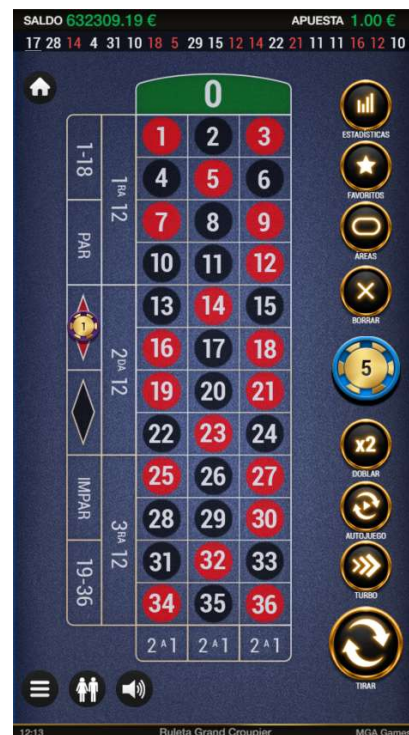 SALDO 632309.19 € APUESTA 1.00 €
17 28 14 4 31 10 18 5 29 15 12 14 22 21 11 11 16 12 10
0
1 2 3
4 5 6
7 8 9
10 11 12
13 14 15
16 17 18
19 20 21
22 23 24
25 26 27
28 29 30
31 32 33
34 35 36
2 A 1 2 A 1 2 A 1
1RA 12
2DA 12
3RA 12
1-18
PAR
1
IMPAR
19-36
ESTADÍSTICAS
FAVORITOS
ÁREAS
BORRAR
5
x2
DOBLAR
AUTOJUEGO
TURBO
TIRAR
12:13 Ruleta Grand Croupier MGA Games